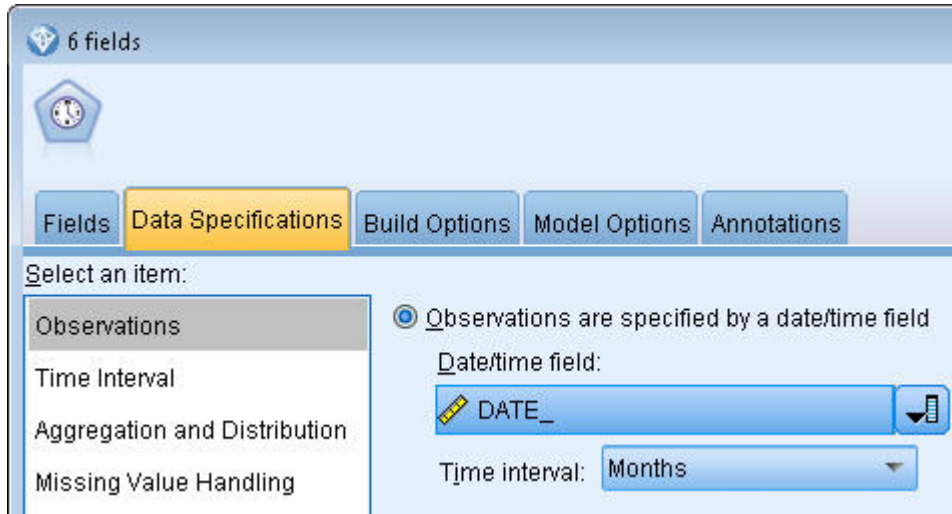 6 fields
Fields
Data Specifications
Build Options
Model Options
Annotations
Select an item:
Observations
Time Interval
Aggregation and Distribution
Missing Value Handling
Observations are specified by a date/time field
Date/time field:
DATE_
Time interval: Months